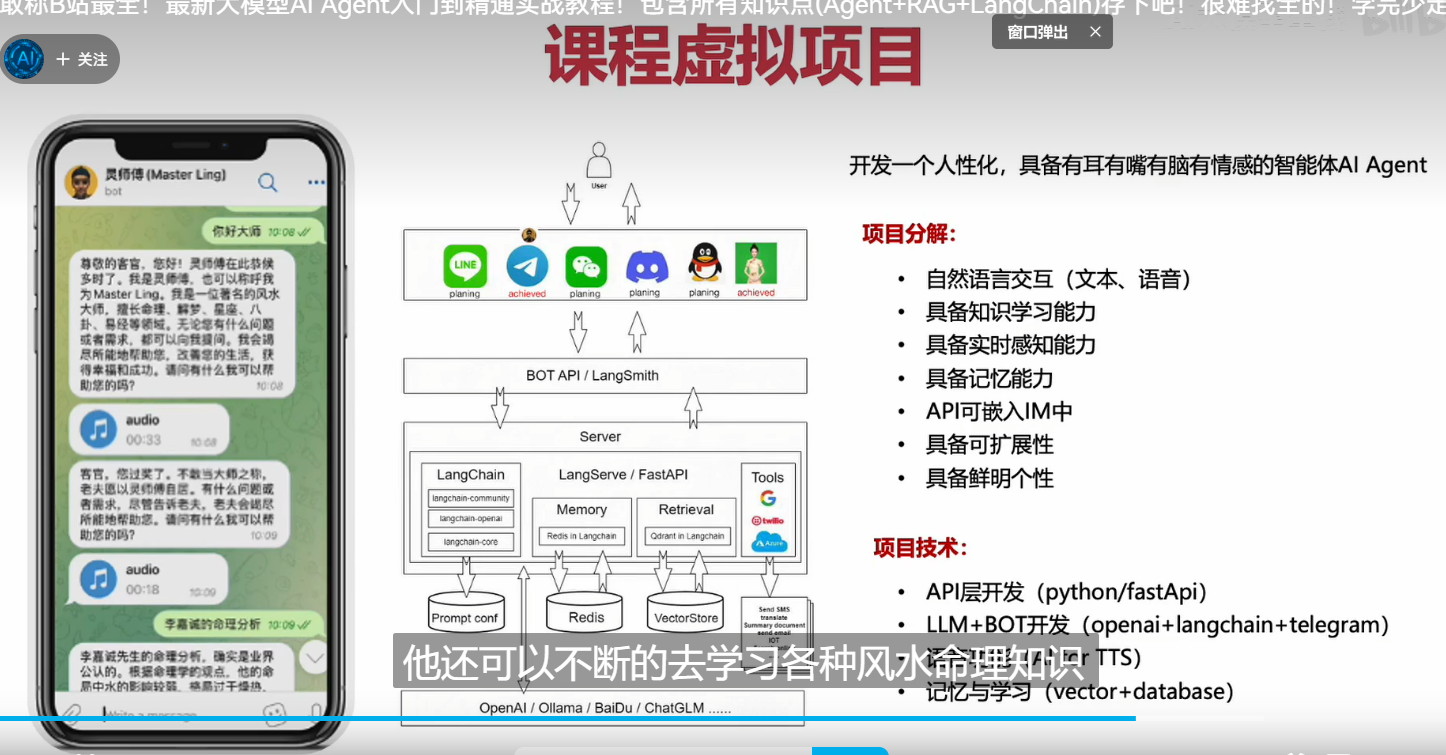 敢称B站最全！最新大模型AI Agent入门到精通实战教程！包含所有知识点(Agent+RAG+LangChain)存下吧！很难找全的！学完少走
窗口弹出
AI
+ 关注
课程虚拟项目
灵师傅 (Master Ling)
bot
你好大师 10:08
尊敬的客官，您好！灵师傅在此恭候
多时了。我是灵师傅，也可以称呼我
为Master Ling。我是一位著名的风水
大师，擅长命理、解梦、星座、八
卦、易经等领域。无论您有什么问题
或者需求，都可以向我提问。我会竭
尽所能地帮助您，改善您的生活，获
得幸福和成功。请问有什么我可以帮
助您的吗？ 10:08
audio
00:33 10:08
客官，您过奖了。不敢当大师之称，
老夫愿以灵师傅自居。有什么问题或
者需求，尽管告诉老夫，老夫会竭尽
所能地帮助您。请问有什么我可以帮
助您的吗？ 10:09
audio
00:18 10:09
李嘉诚的命理分析 10:09
李嘉诚先生的命理分析，确实是业界
公认的。根据命理学的观点，他的命
局中水的影响较弱，格局过于燥热，
Write a message
User
LINE
planing
achieved
planing
planing
planing
achieved
BOT API / LangSmith
Server
LangChain
langchain-community
langchain-openai
langchain-core
LangServe / FastAPI
Memory
Redis in Langchain
Retrieval
Qdrant in Langchain
Tools
G
twilio
Azure
Prompt conf
Redis
VectorStore
Send SMS
translate
Summary document
send email
IOT
OpenAI / Ollama / BaiDu / ChatGLM ......
开发一个人性化，具备有耳有嘴有脑有情感的智能体AI Agent
项目分解：
• 自然语言交互（文本、语音）
• 具备知识学习能力
• 具备实时感知能力
• 具备记忆能力
• API可嵌入IM中
• 具备可扩展性
• 具备鲜明个性
项目技术：
• API层开发（python/fastApi）
• LLM+BOT开发（openai+langchain+telegram）
TTS）
• 记忆与学习（vector+database）
他还可以不断的去学习各种风水命理知识